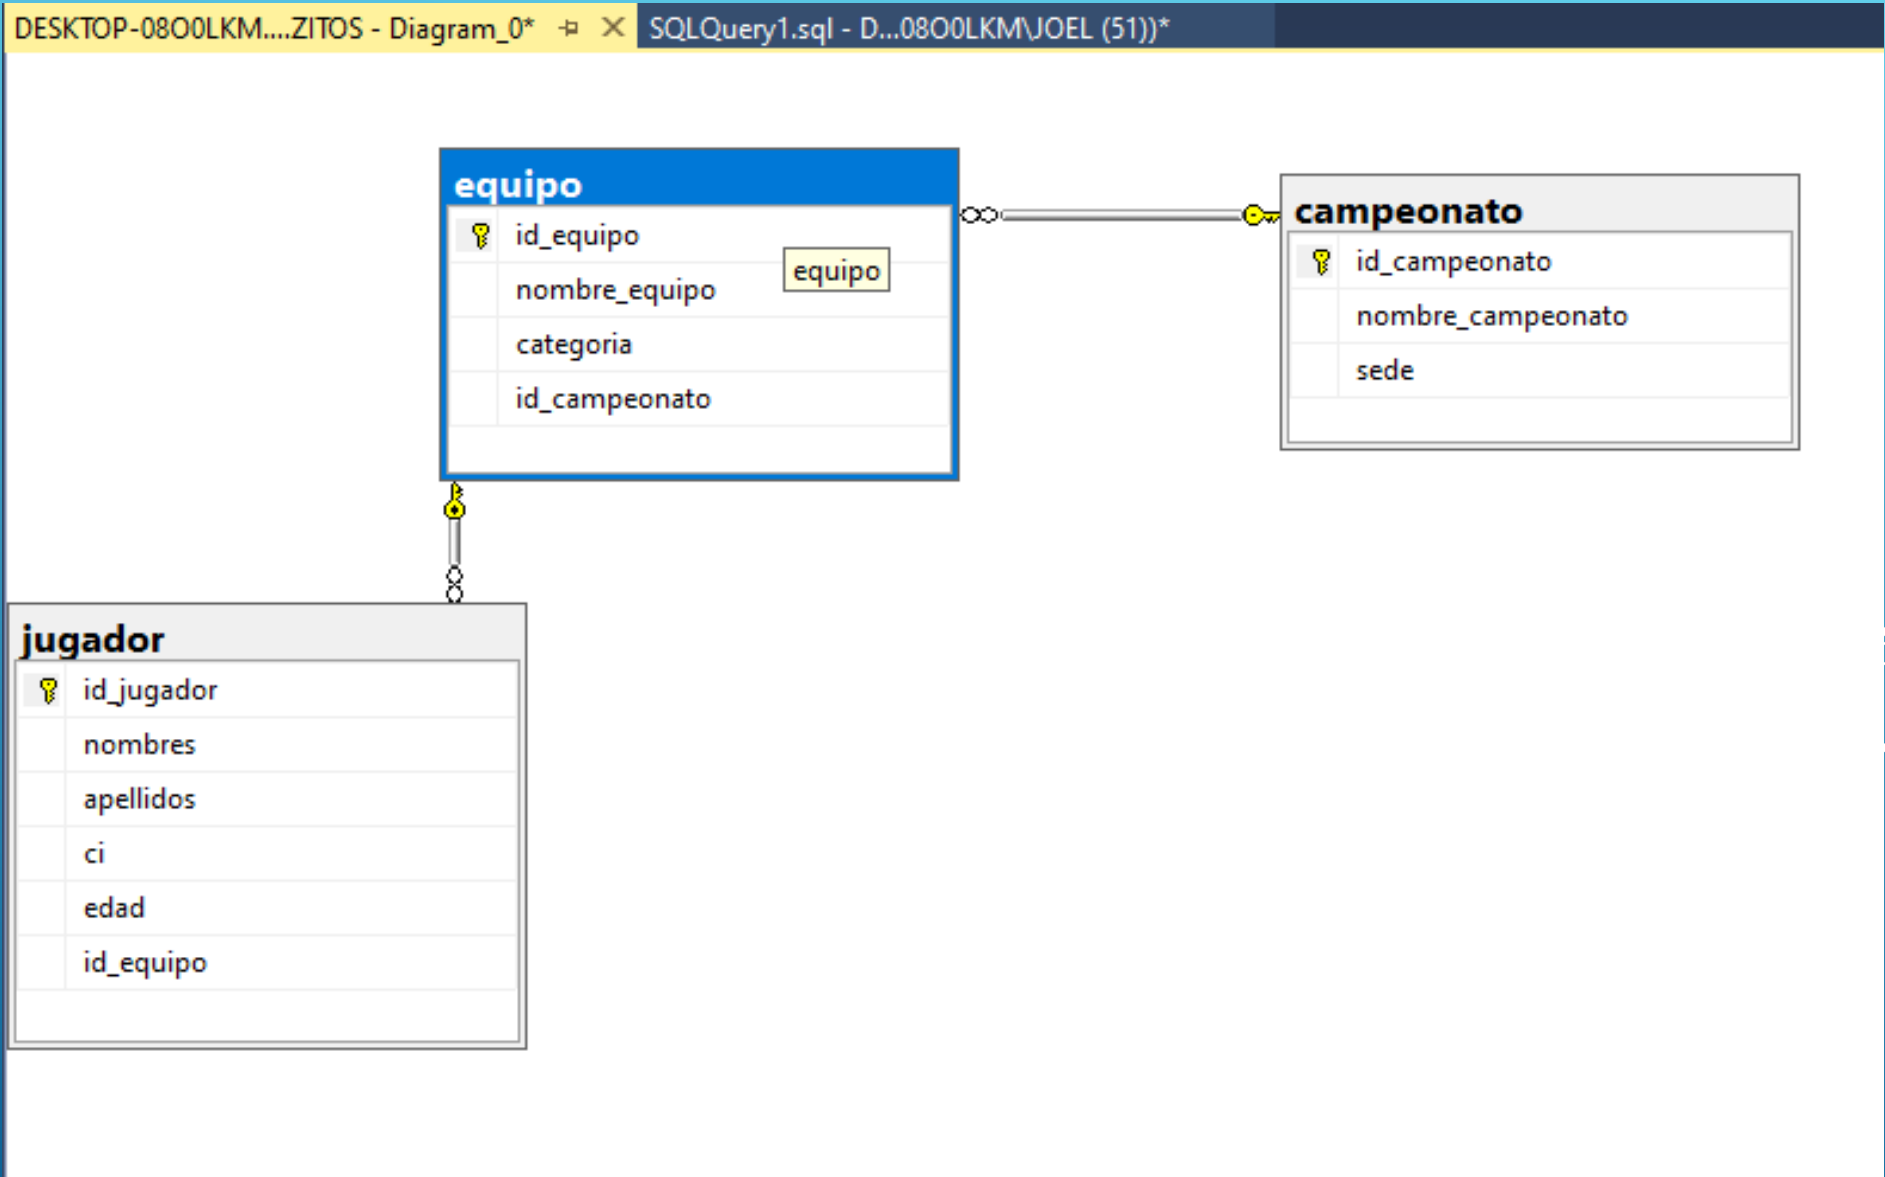 DESKTOP-08O0LKM....ZITOS - Diagram_0*
SQLQuery1.sql - D...08O0LKM\JOEL (51))*
equipo
id_equipo
equipo
nombre_equipo
categoria
id_campeonato
campeonato
id_campeonato
nombre_campeonato
sede
jugador
id_jugador
nombres
apellidos
ci
edad
id_equipo